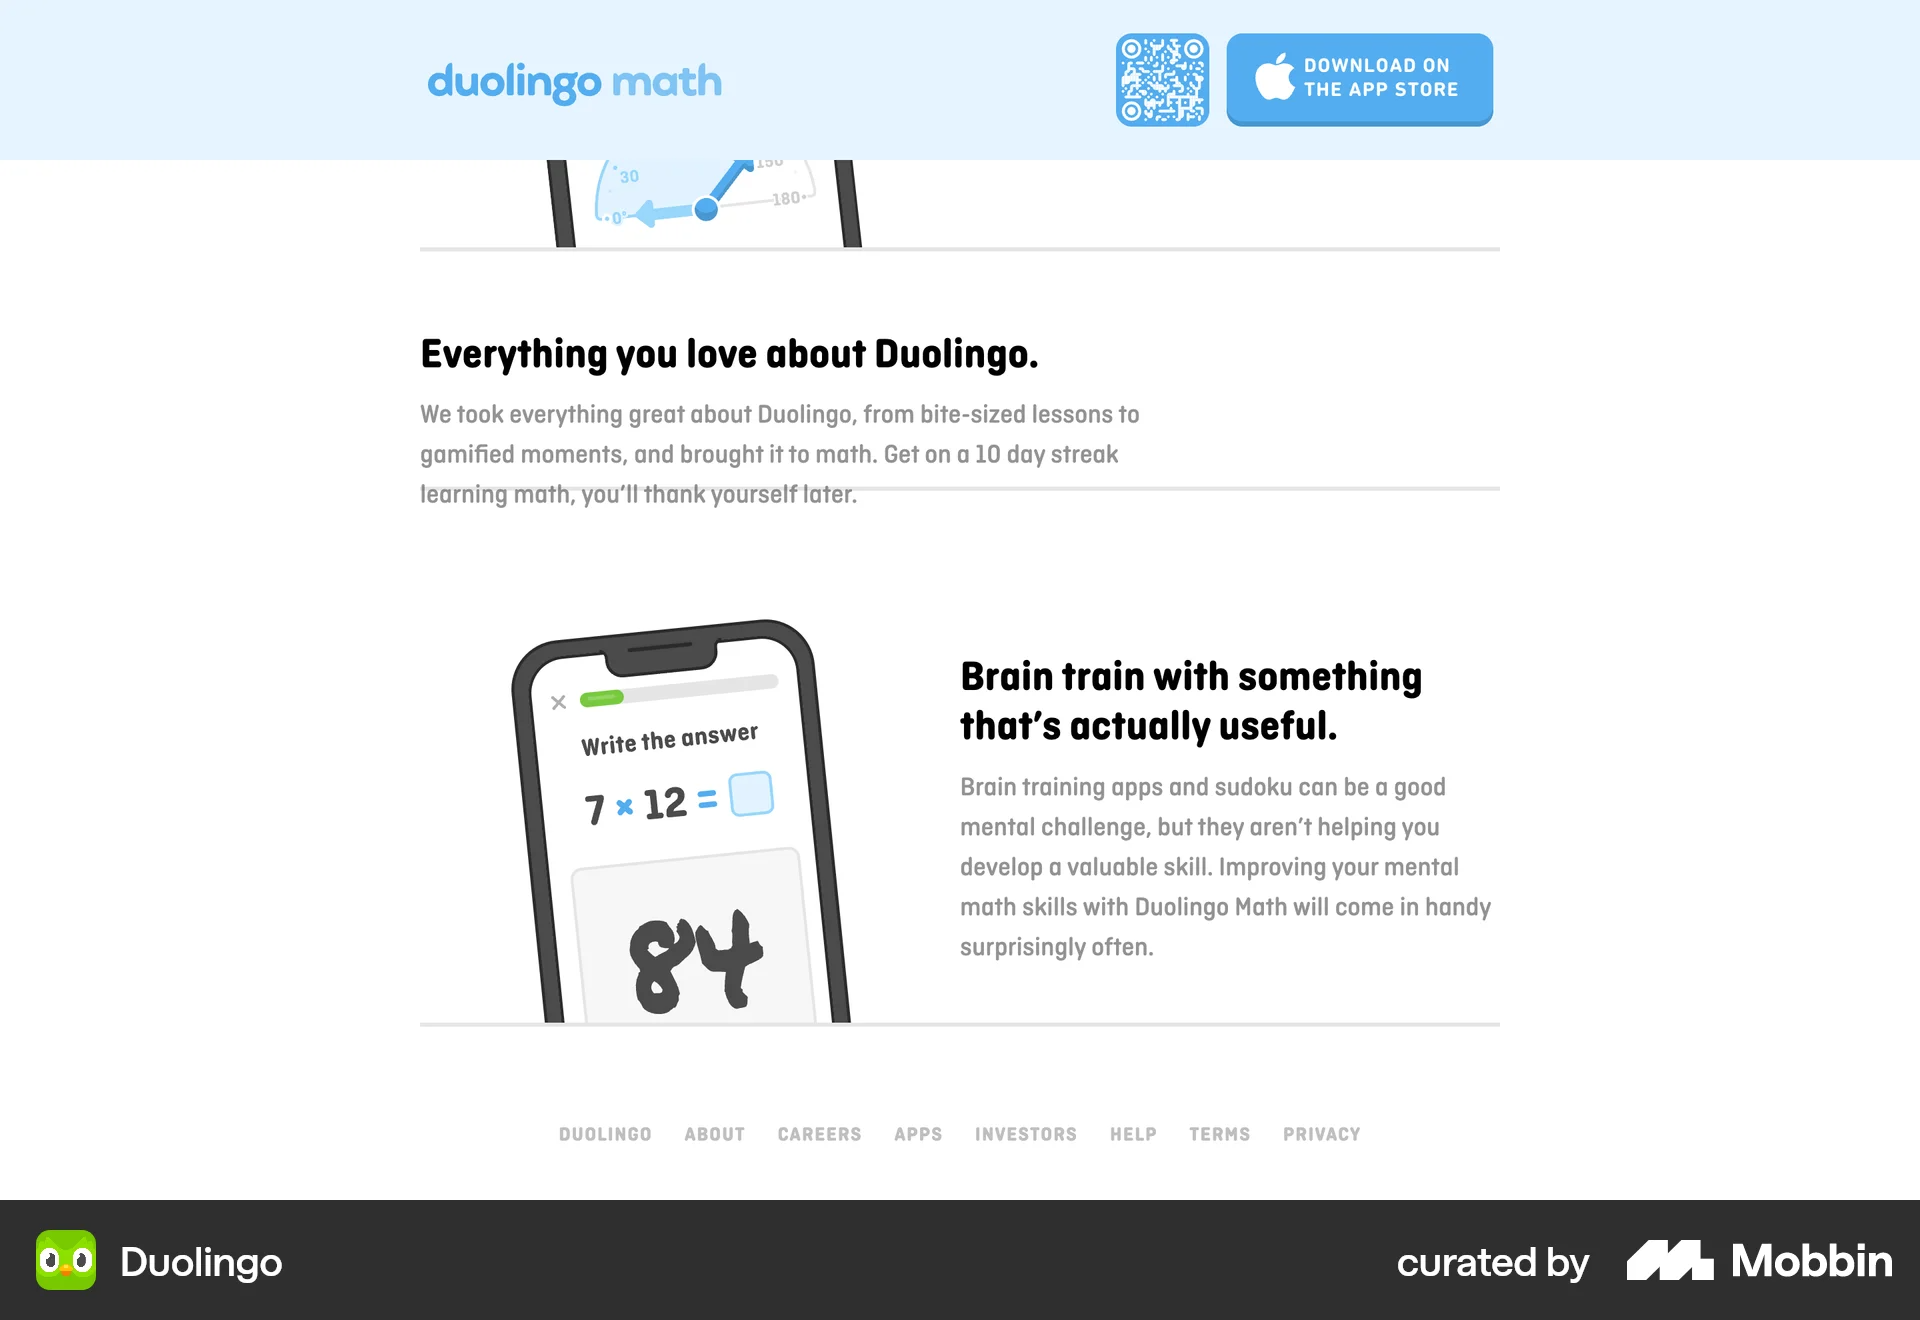 duolingo math
DOWNLOAD ON
THE APP STORE
150
30
180
0°
Everything you love about Duolingo.
We took everything great about Duolingo, from bite-sized lessons to
gamified moments, and brought it to math. Get on a 10 day streak
learning math, you’ll thank yourself later.
Write the answer
7 × 12 =
84
Brain train with something
that’s actually useful.
Brain training apps and sudoku can be a good
mental challenge, but they aren’t helping you
develop a valuable skill. Improving your mental
math skills with Duolingo Math will come in handy
surprisingly often.
DUOLINGO ABOUT CAREERS APPS INVESTORS HELP TERMS PRIVACY
Duolingo
curated by Mobbin